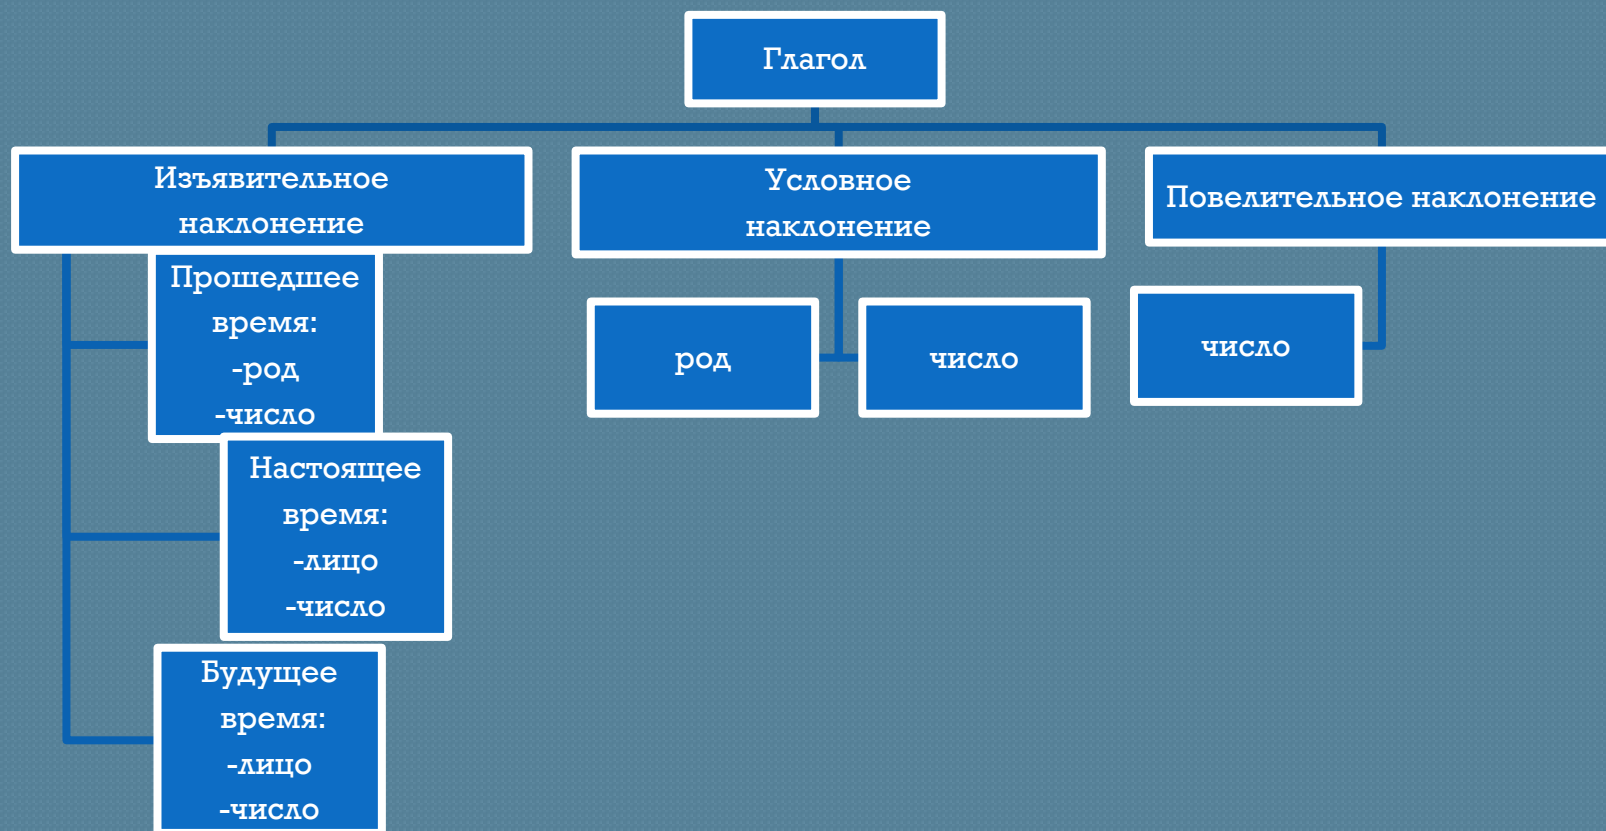 Глагол
Изъявительное
наклонение
Прошедшее
время:
-род
-число
Настоящее
время:
-лицо
-число
Будущее
время:
-лицо
-число
Условное
наклонение
род
число
Повелительное наклонение
число